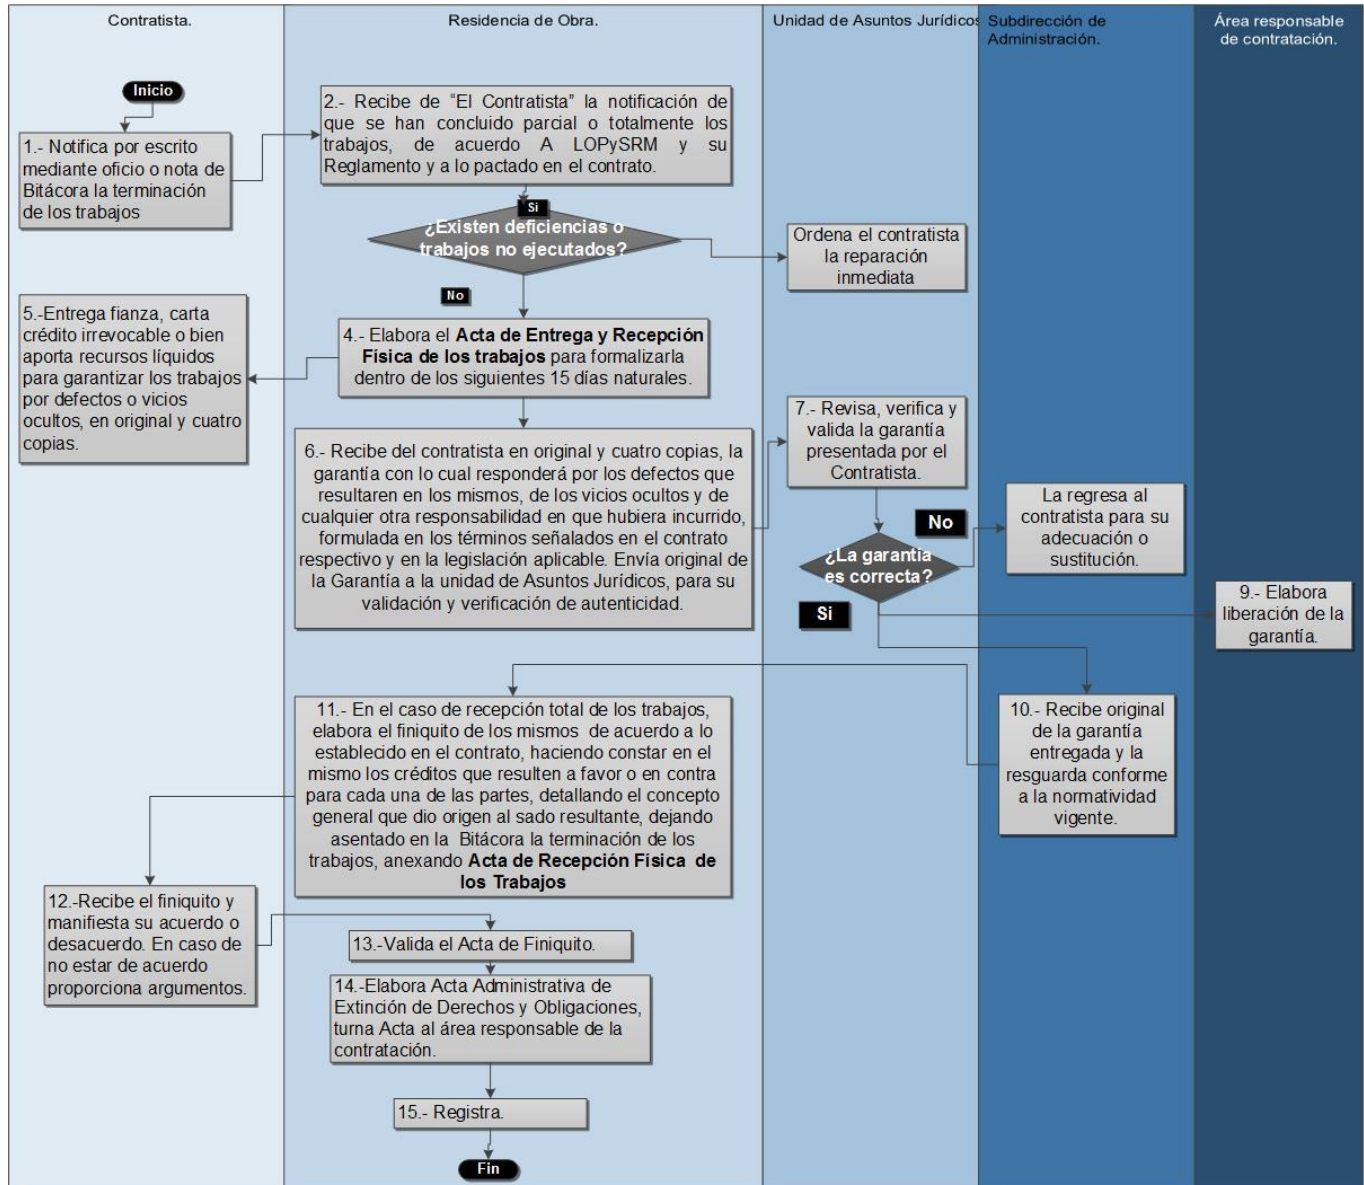 Contratista.
Residencia de Obra.
Unidad de Asuntos Jurídicos
Subdirección de
Administración.
Área responsable
de contratación.
Inicio
1.- Notifica por escrito
mediante oficio o nota de
Bitácora la terminación
de los trabajos
2.- Recibe de “El Contratista” la notificación de
que se han concluido parcial o totalmente los
trabajos, de acuerdo A LOPySRM y su
Reglamento y a lo pactado en el contrato.
Si
¿Existen deficiencias o
trabajos no ejecutados?
Ordena el contratista
la reparación
inmediata
No
4.- Elabora el Acta de Entrega y Recepción
Física de los trabajos para formalizarla
dentro de los siguientes 15 días naturales.
5.-Entrega fianza, carta
crédito irrevocable o bien
aporta recursos líquidos
para garantizar los trabajos
por defectos o vicios
ocultos, en original y cuatro
copias.
6.- Recibe del contratista en original y cuatro copias, la
garantía con lo cual responderá por los defectos que
resultaren en los mismos, de los vicios ocultos y de
cualquier otra responsabilidad en que hubiera incurrido,
formulada en los términos señalados en el contrato
respectivo y en la legislación aplicable. Envía original de
la Garantía a la unidad de Asuntos Jurídicos, para su
validación y verificación de autenticidad.
7.- Revisa, verifica y
valida la garantía
presentada por el
Contratista.
¿La garantía
es correcta?
No
La regresa al
contratista para su
adecuación o
sustitución.
Si
9.- Elabora
liberación de la
garantía.
10.- Recibe original
de la garantía
entregada y la
resguarda conforme
a la normatividad
vigente.
11.- En el caso de recepción total de los trabajos,
elabora el finiquito de los mismos de acuerdo a lo
establecido en el contrato, haciendo constar en el
mismo los créditos que resulten a favor o en contra
para cada una de las partes, detallando el concepto
general que dio origen al sado resultante, dejando
asentado en la Bitácora la terminación de los
trabajos, anexando Acta de Recepción Física de
los Trabajos
12.-Recibe el finiquito y
manifiesta su acuerdo o
desacuerdo. En caso de
no estar de acuerdo
proporciona argumentos.
13.-Valida el Acta de Finiquito.
14.-Elabora Acta Administrativa de
Extinción de Derechos y Obligaciones,
turna Acta al área responsable de la
contratación.
15.- Registra.
Fin